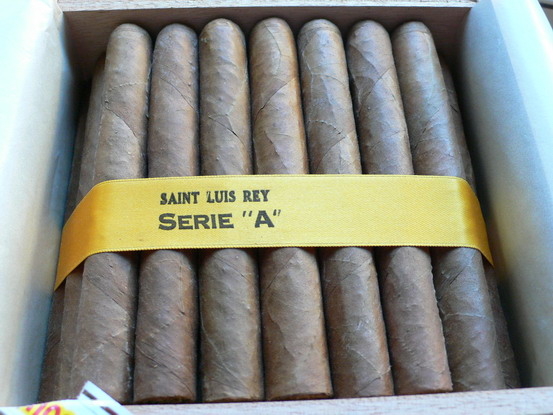 SAINT LUIS REY
SERIE "A"